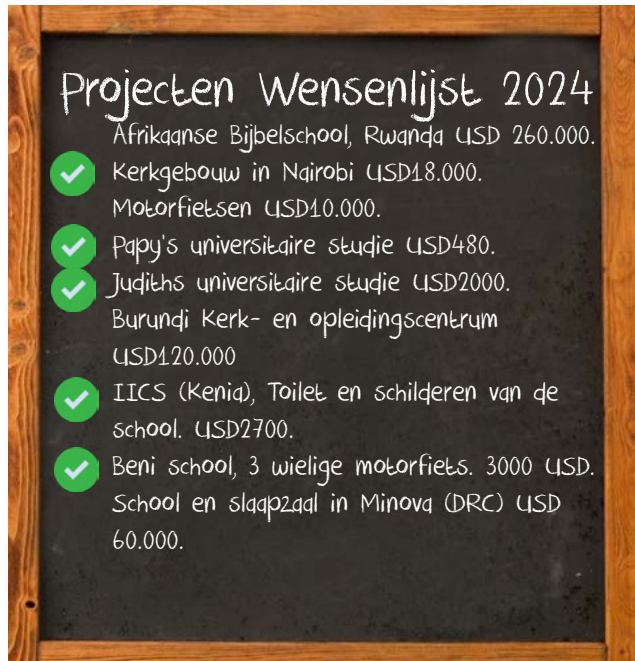 Projecten Wensenlijst 2024
Afrikaanse Bijbelschool, Rwanda USD 260.000.
Kerkgebouw in Nairobi USD18.000.
Motorfietsen USD10.000.
Papy's universitaire studie USD480.
Judiths universitaire studie USD2000.
Burundi Kerk- en opleidingscentrum
USD120.000
IICS (Kenia), Toilet en schilderen van de
school. USD2700.
Beni school, 3 wielige motorfiets. 3000 USD.
School en slaapzaal in Minova (DRC) USD
60.000.